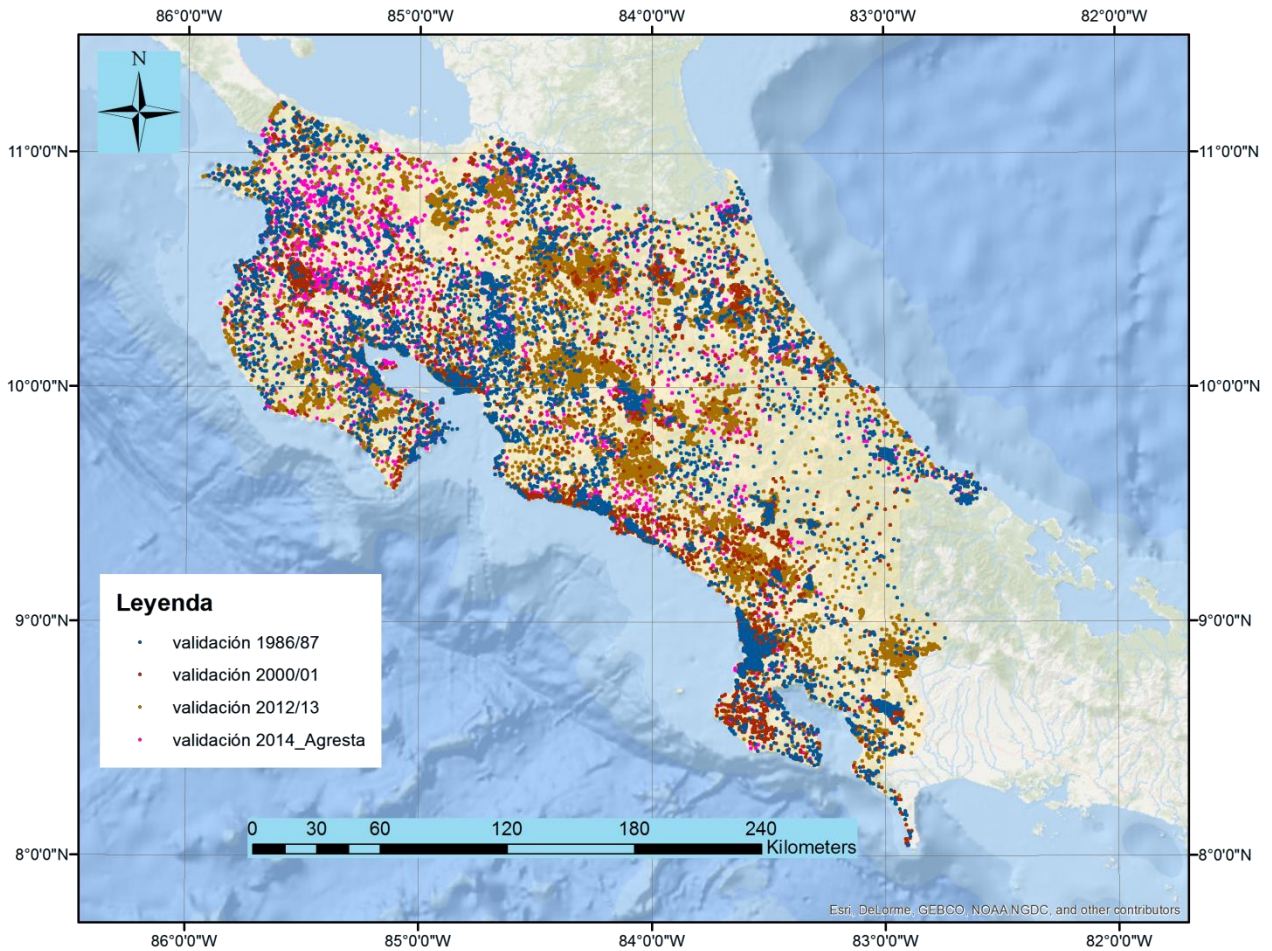 86°0'0"W 85°0'0"W 84°0'0"W 83°0'0"W 82°0'0"W
N
11°0'0"N 11°0'0"N
10°0'0"N 10°0'0"N
9°0'0"N 9°0'0"N
Leyenda
validación 1986/87
validación 2000/01
validación 2012/13
validación 2014_Agresta
0 30 60 120 180 240
Kilometers
8°0'0"N 8°0'0"N
Esri, DeLorme, GEBCO, NOAA NGDC, and other contributors
86°0'0"W 85°0'0"W 84°0'0"W 83°0'0"W 82°0'0"W